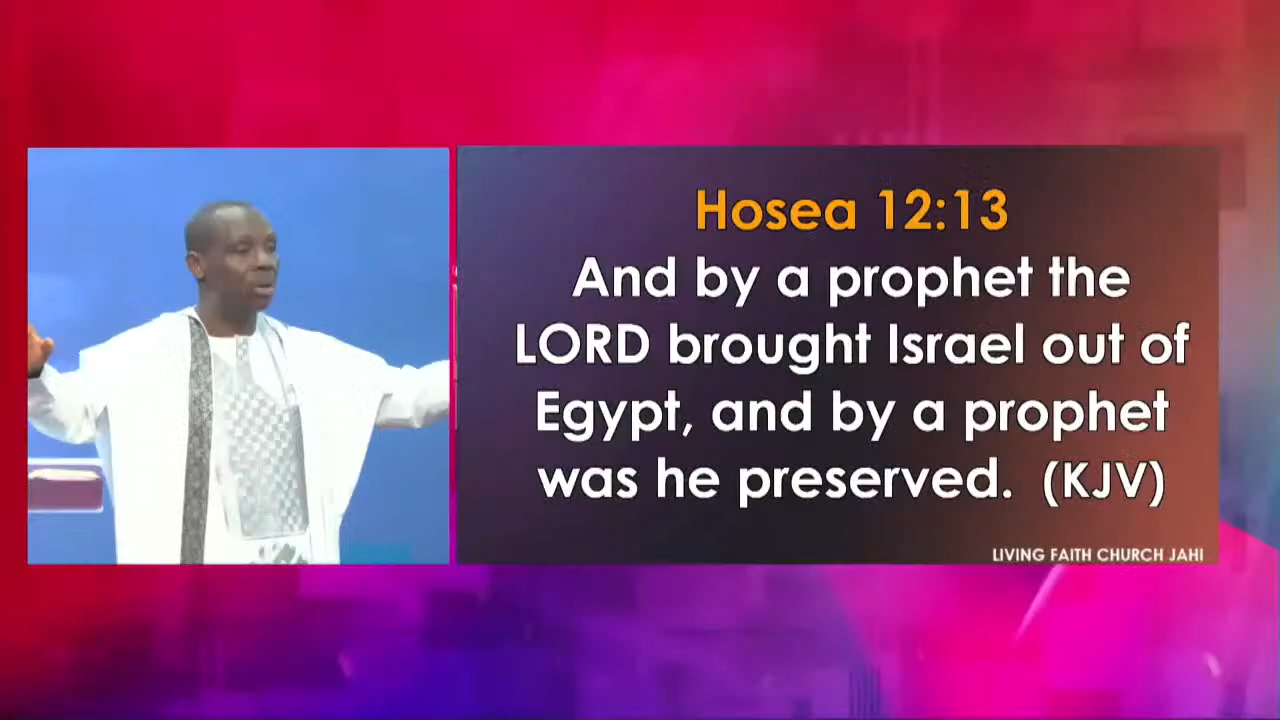 Hosea 12:13
And by a prophet the
LORD brought Israel out of
Egypt, and by a prophet
was he preserved.  (KJV)
LIVING FAITH CHURCH JAHI